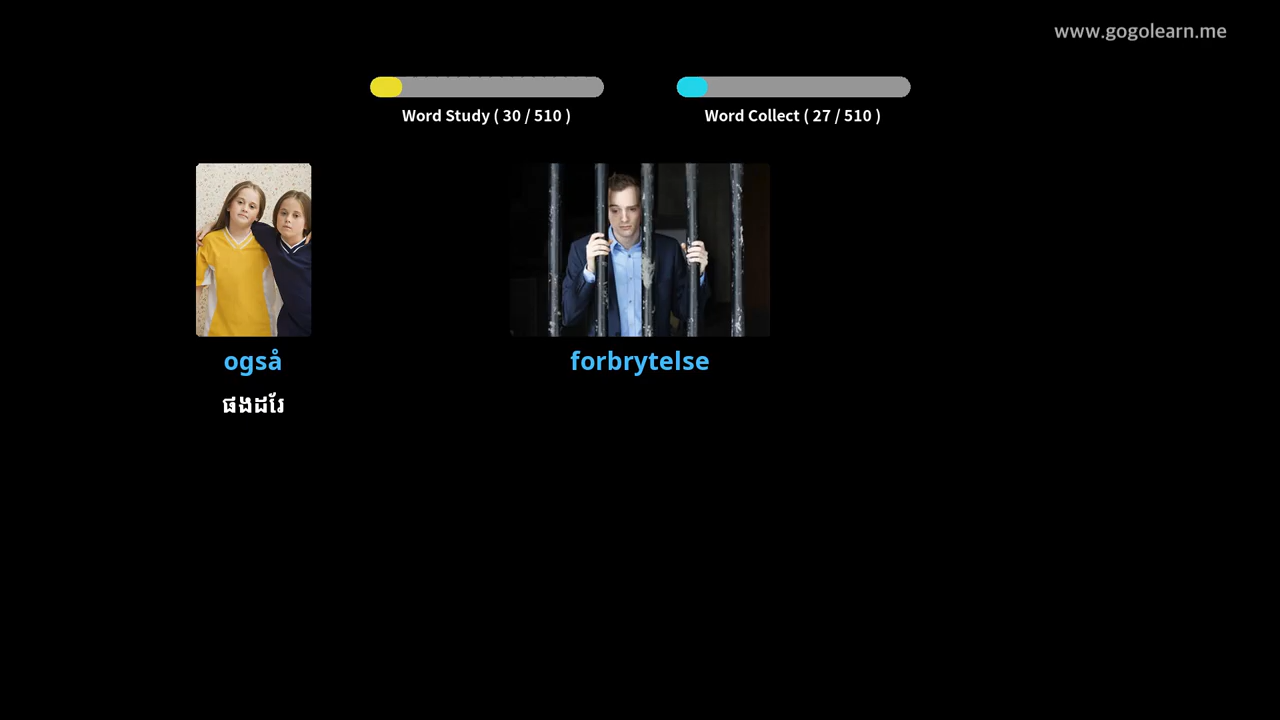 www.gogolearn.me
Word Study ( 30 / 510 )
Word Collect ( 27 / 510 )
også
forbrytelse
ផងដរែ